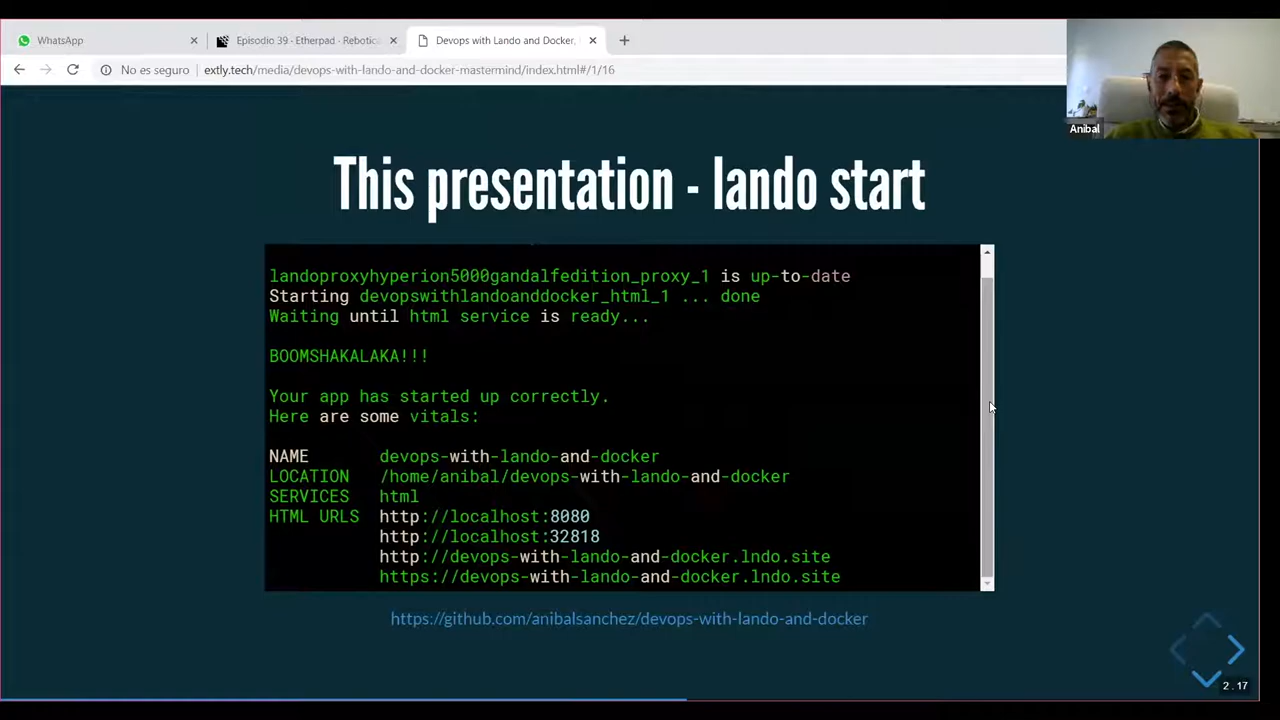 WhatsApp
Episodio 39 - Etherpad - Robotica
Devops with Lando and Docker,
No es seguro
extly.tech/media/devops-with-lando-and-docker-mastermind/index.html#/1/16
Anibal
This presentation - lando start
landoproxyhyperion5000gandalfedition_proxy_1 is up-to-date
Starting devopswithlandoanddocker_html_1 ... done
Waiting until html service is ready...
BOOMSHAKALAKA!!!
Your app has started up correctly.
Here are some vitals:
NAME devops-with-lando-and-docker
LOCATION /home/anibal/devops-with-lando-and-docker
SERVICES html
HTML URLS http://localhost:8080
http://localhost:32818
http://devops-with-lando-and-docker.lndo.site
https://devops-with-lando-and-docker.lndo.site
https://github.com/anibalsanchez/devops-with-lando-and-docker
2.17